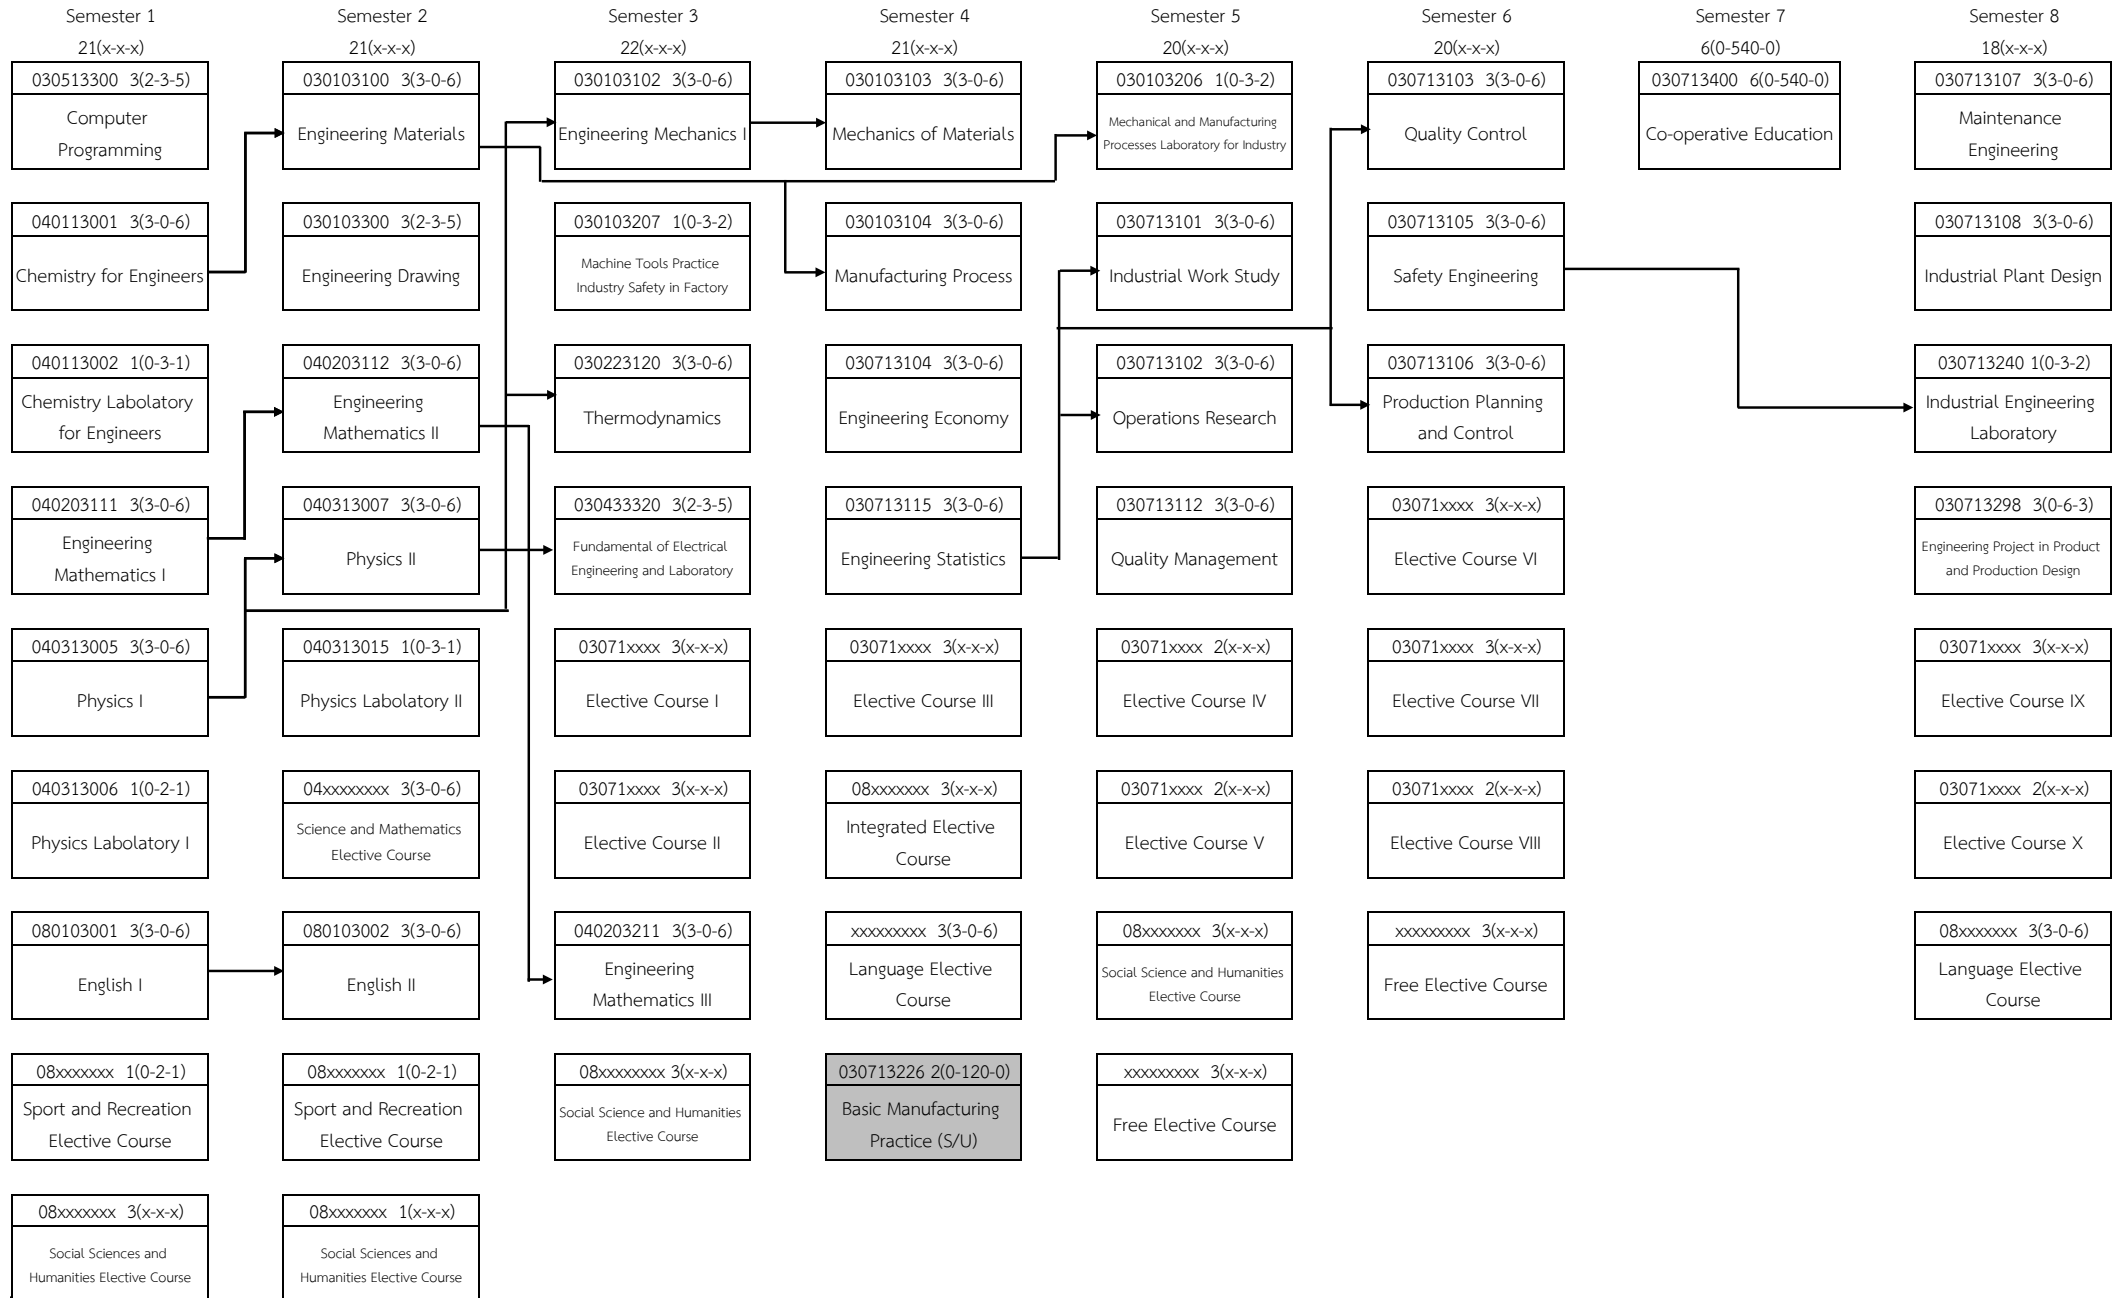 Semester 1
21(x-x-x)
030513300 3(2-3-5)
Computer
Programming
040113001 3(3-0-6)
Chemistry for Engineers
040113002 1(0-3-1)
Chemistry Labolatory
for Engineers
040203111 3(3-0-6)
Engineering
Mathematics I
040313005 3(3-0-6)
Physics I
040313006 1(0-2-1)
Physics Labolatory I
080103001 3(3-0-6)
English I
08xxxxxxx 1(0-2-1)
Sport and Recreation
Elective Course
08xxxxxxx 3(x-x-x)
Social Sciences and
Humanities Elective Course
Semester 2
21(x-x-x)
030103100 3(3-0-6)
Engineering Materials
030103300 3(2-3-5)
Engineering Drawing
040203112 3(3-0-6)
Engineering
Mathematics II
040313007 3(3-0-6)
Physics II
040313015 1(0-3-1)
Physics Labolatory II
04xxxxxxxx 3(3-0-6)
Science and Mathematics
Elective Course
080103002 3(3-0-6)
English II
08xxxxxxx 1(0-2-1)
Sport and Recreation
Elective Course
08xxxxxxx 1(x-x-x)
Social Sciences and
Humanities Elective Course
Semester 3
22(x-x-x)
030103102 3(3-0-6)
Engineering Mechanics I
030103207 1(0-3-2)
Machine Tools Practice
Industry Safety in Factory
030223120 3(3-0-6)
Thermodynamics
030433320 3(2-3-5)
Fundamental of Electrical
Engineering and Laboratory
03071xxxx 3(x-x-x)
Elective Course I
03071xxxx 3(x-x-x)
Elective Course II
040203211 3(3-0-6)
Engineering
Mathematics III
08xxxxxxxx 3(x-x-x)
Social Science and Humanities
Elective Course
Semester 4
21(x-x-x)
030103103 3(3-0-6)
Mechanics of Materials
030103104 3(3-0-6)
Manufacturing Process
030713104 3(3-0-6)
Engineering Economy
030713115 3(3-0-6)
Engineering Statistics
03071xxxx 3(x-x-x)
Elective Course III
08xxxxxxx 3(x-x-x)
Integrated Elective
Course
xxxxxxxxx 3(3-0-6)
Language Elective
Course
030713226 2(0-120-0)
Basic Manufacturing
Practice (S/U)
Semester 5
20(x-x-x)
030103206 1(0-3-2)
Mechanical and Manufacturing
Processes Laboratory for Industry
030713101 3(3-0-6)
Industrial Work Study
030713102 3(3-0-6)
Operations Research
030713112 3(3-0-6)
Quality Management
03071xxxx 2(x-x-x)
Elective Course IV
03071xxxx 2(x-x-x)
Elective Course V
08xxxxxxx 3(x-x-x)
Social Science and Humanities
Elective Course
xxxxxxxxx 3(x-x-x)
Free Elective Course
Semester 6
20(x-x-x)
030713103 3(3-0-6)
Quality Control
030713105 3(3-0-6)
Safety Engineering
030713106 3(3-0-6)
Production Planning
and Control
03071xxxx 3(x-x-x)
Elective Course VI
03071xxxx 3(x-x-x)
Elective Course VII
03071xxxx 2(x-x-x)
Elective Course VIII
xxxxxxxxx 3(x-x-x)
Free Elective Course
Semester 7
6(0-540-0)
030713400 6(0-540-0)
Co-operative Education
Semester 8
18(x-x-x)
030713107 3(3-0-6)
Maintenance
Engineering
030713108 3(3-0-6)
Industrial Plant Design
030713240 1(0-3-2)
Industrial Engineering
Laboratory
030713298 3(0-6-3)
Engineering Project in Product
and Production Design
03071xxxx 3(x-x-x)
Elective Course IX
03071xxxx 2(x-x-x)
Elective Course X
08xxxxxxx 3(3-0-6)
Language Elective
Course